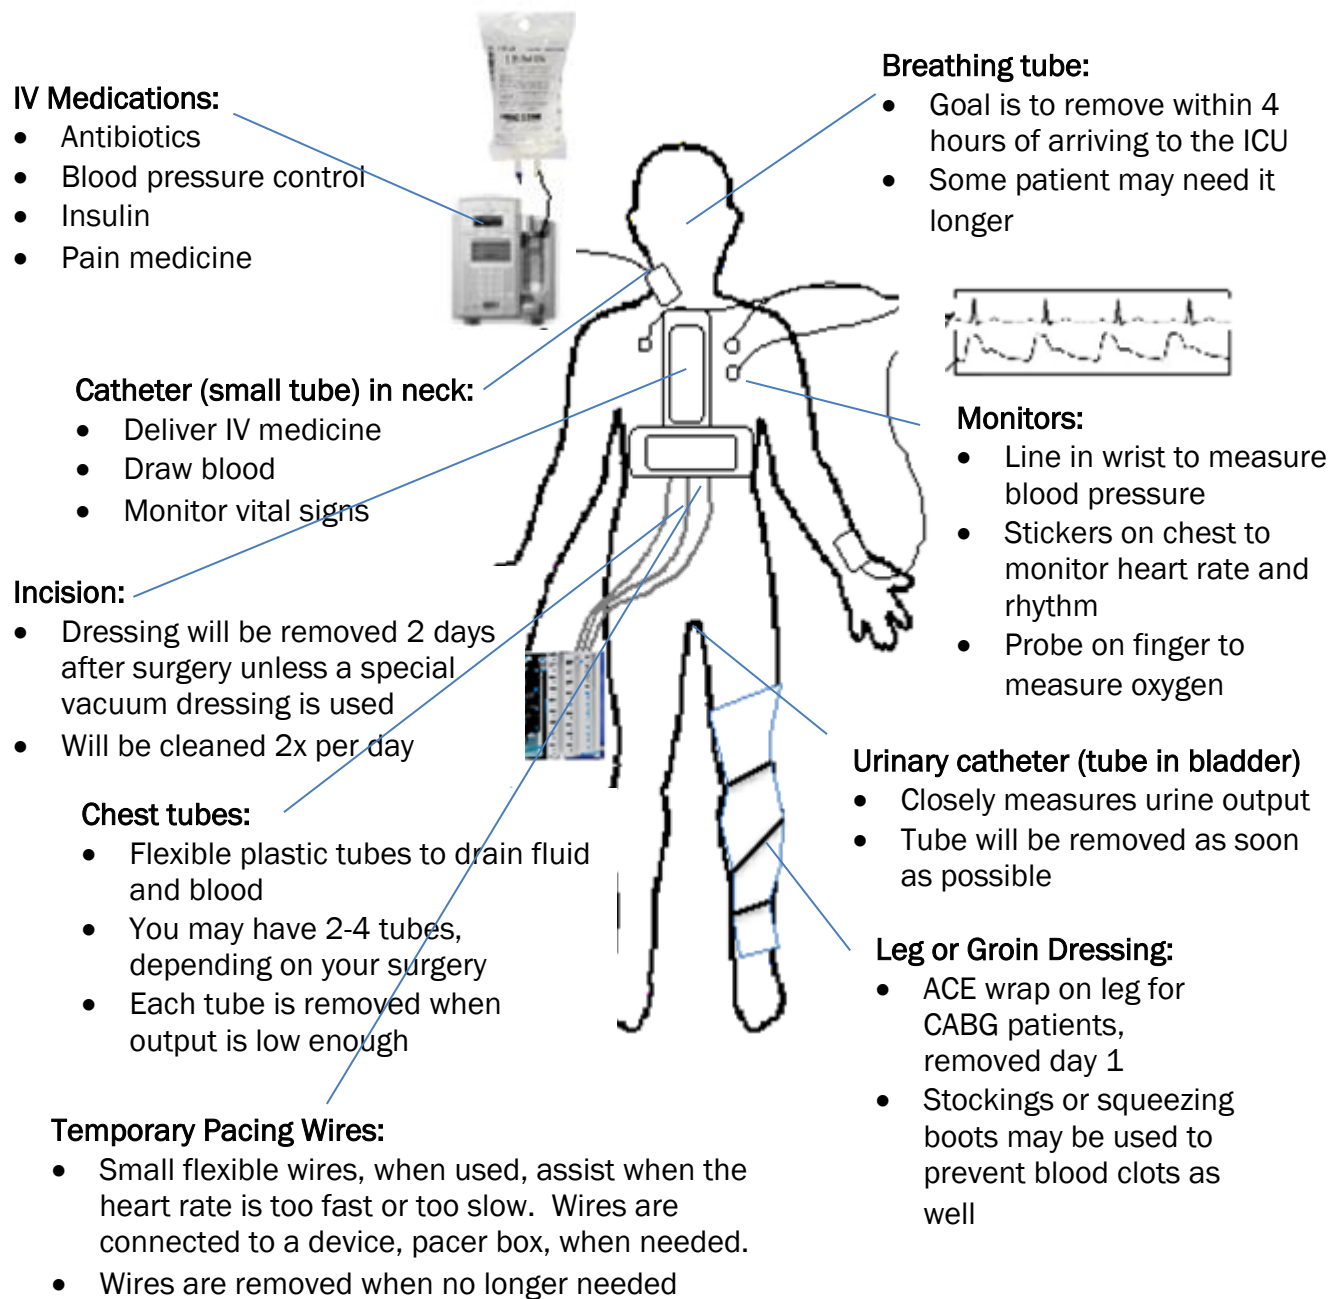 IV Medications:
• Antibiotics
• Blood pressure control
• Insulin
• Pain medicine
Breathing tube:
• Goal is to remove within 4
hours of arriving to the ICU
• Some patient may need it
longer
Catheter (small tube) in neck:
• Deliver IV medicine
• Draw blood
• Monitor vital signs
Monitors:
• Line in wrist to measure
blood pressure
• Stickers on chest to
monitor heart rate and
rhythm
• Probe on finger to
measure oxygen
Incision:
• Dressing will be removed 2 days
after surgery unless a special
vacuum dressing is used
• Will be cleaned 2x per day
Urinary catheter (tube in bladder)
• Closely measures urine output
• Tube will be removed as soon
as possible
Chest tubes:
• Flexible plastic tubes to drain fluid
and blood
• You may have 2-4 tubes,
depending on your surgery
• Each tube is removed when
output is low enough
Leg or Groin Dressing:
• ACE wrap on leg for
CABG patients,
removed day 1
• Stockings or squeezing
boots may be used to
prevent blood clots as
well
Temporary Pacing Wires:
• Small flexible wires, when used, assist when the
heart rate is too fast or too slow.  Wires are
connected to a device, pacer box, when needed.
• Wires are removed when no longer needed